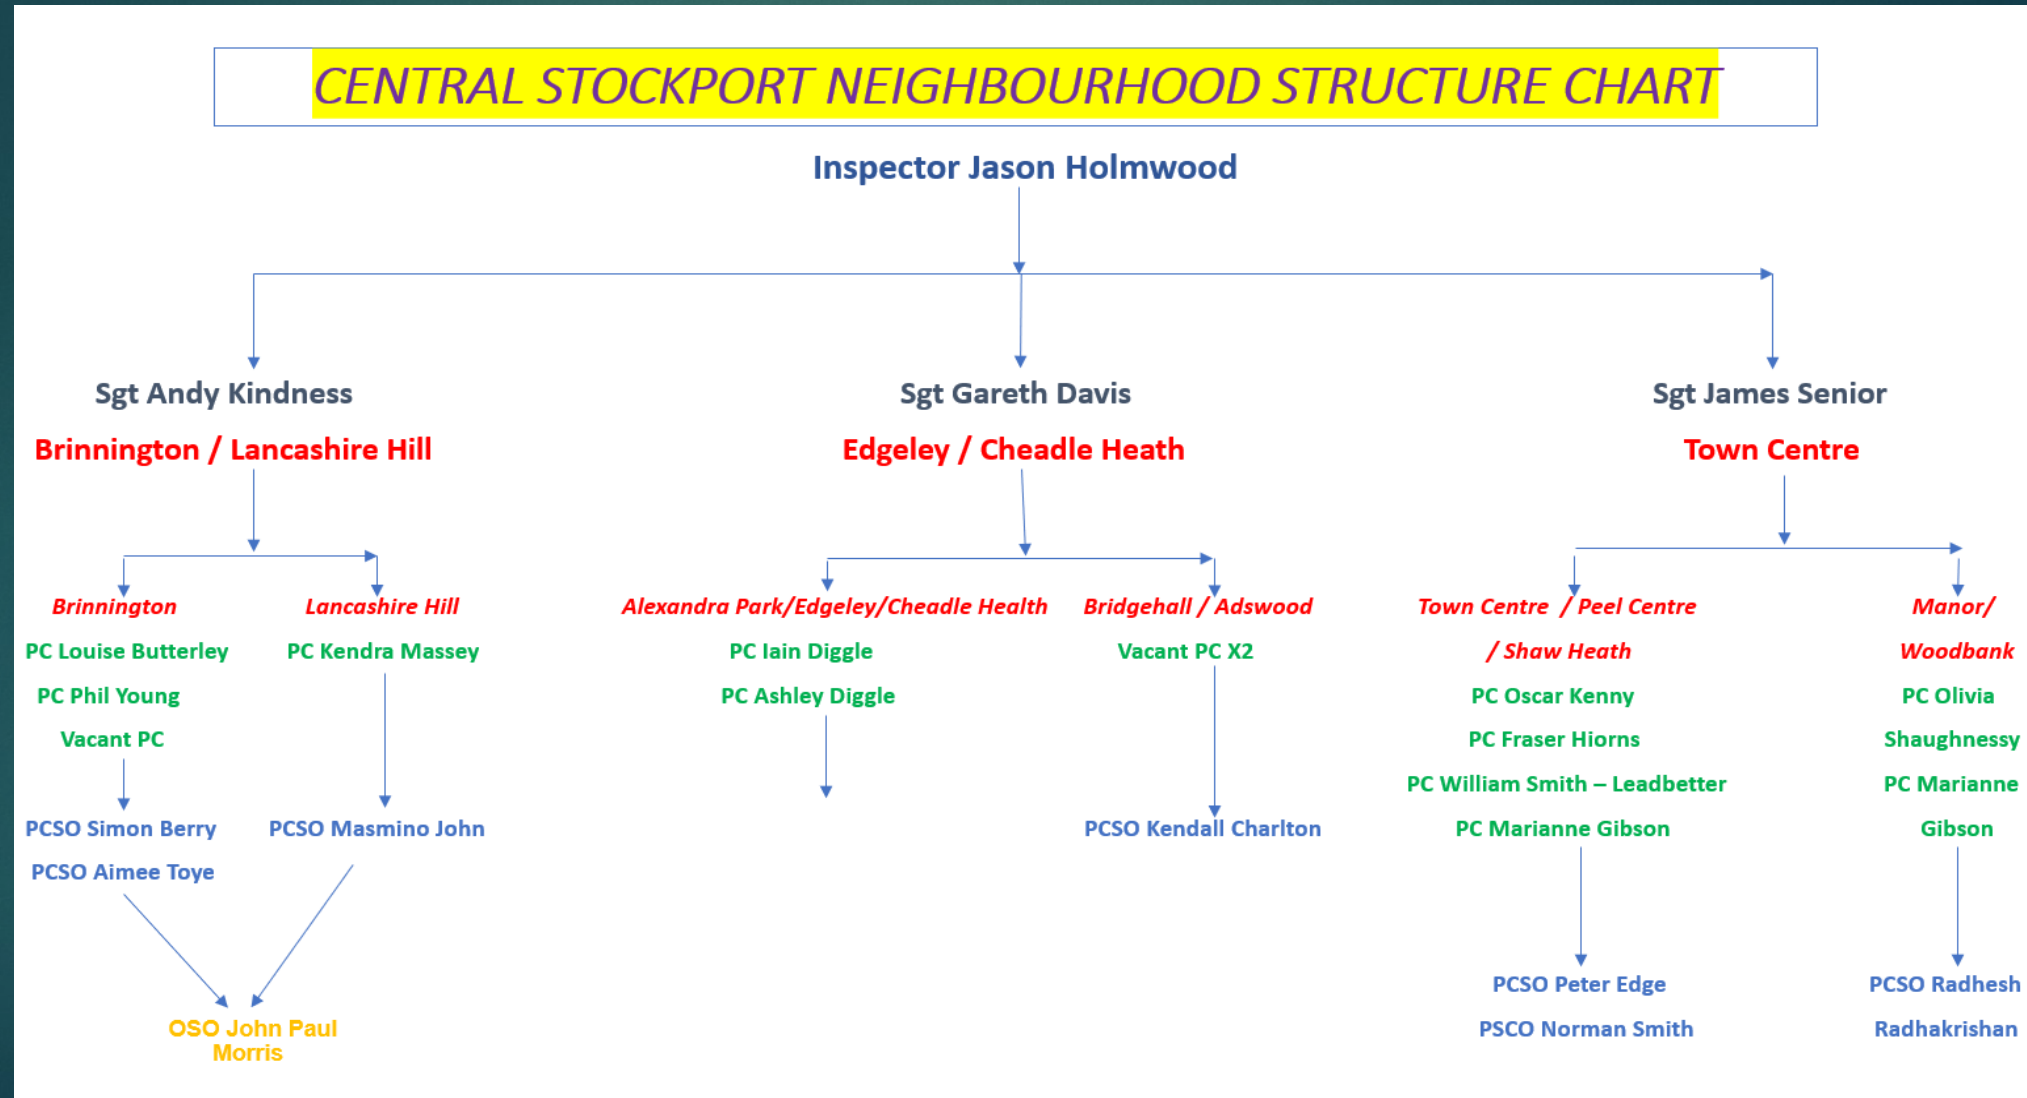 CENTRAL STOCKPORT NEIGHBOURHOOD STRUCTURE CHART
Inspector Jason Holmwood
Sgt Andy Kindness
Brinnington / Lancashire Hill
Sgt Gareth Davis
Edgeley / Cheadle Heath
Sgt James Senior
Town Centre
Brinnington
PC Louise Butterley
PC Phil Young
Vacant PC
PCSO Simon Berry
PCSO Aimee Toye
Lancashire Hill
PC Kendra Massey
PCSO Masmino John
OSO John Paul
Morris
Alexandra Park/Edgeley/Cheadle Health
PC Iain Diggle
PC Ashley Diggle
Bridgehall / Adswood
Vacant PC X2
PCSO Kendall Charlton
Town Centre / Peel Centre
/ Shaw Heath
PC Oscar Kenny
PC Fraser Hiorns
PC William Smith – Leadbetter
PC Marianne Gibson
PCSO Peter Edge
PSCO Norman Smith
Manor/
Woodbank
PC Olivia
Shaughnessy
PC Marianne
Gibson
PCSO Radhesh
Radhakrishan